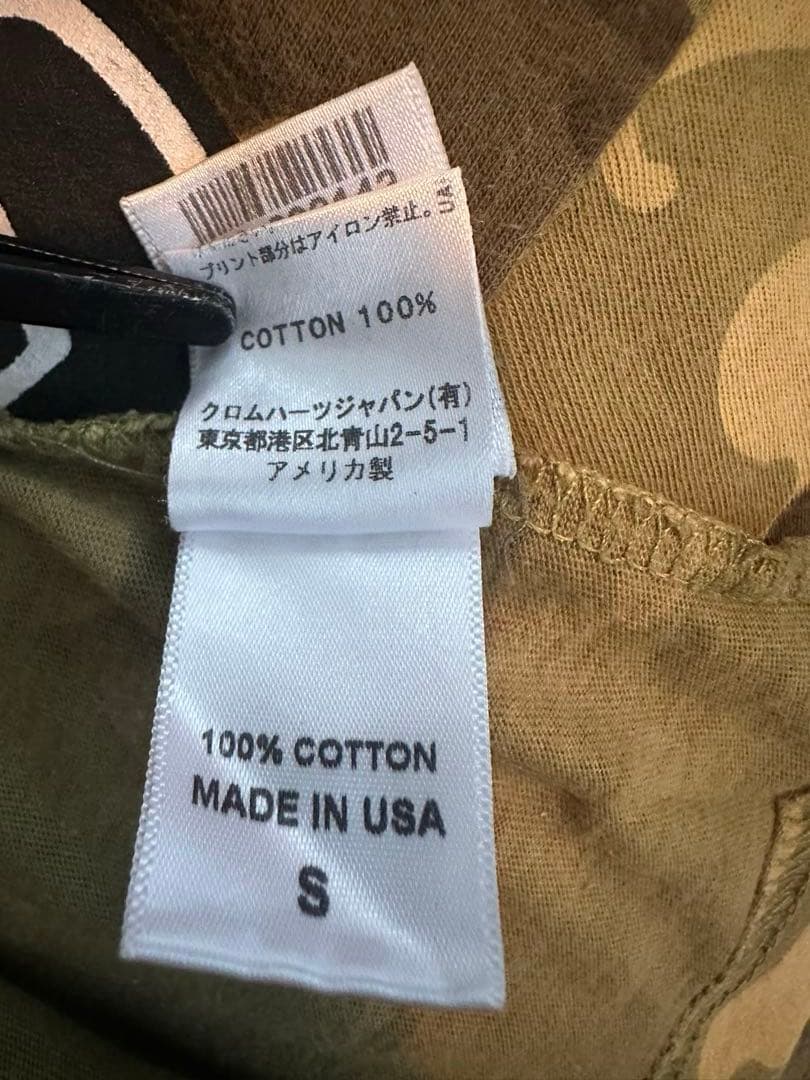 プリント部分はアイロン禁止。
COTTON 100%
クロムハーツジャパン(有)
東京都港区北青山2-5-1
アメリカ製
UA
100% COTTON
MADE IN USA
S